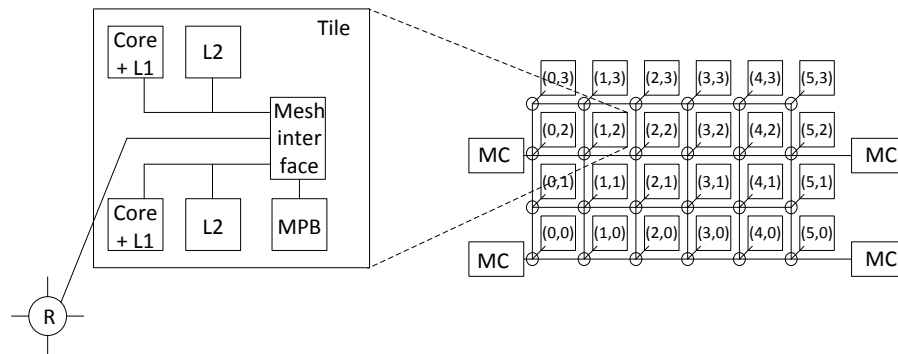 Tile
Core
+ L1
L2
Mesh
inter
face
Core
+ L1
L2
MPB
R
(0,3) (1,3) (2,3) (3,3) (4,3) (5,3)
MC (0,2) (1,2) (2,2) (3,2) (4,2) (5,2) MC
(0,1) (1,1) (2,1) (3,1) (4,1) (5,1)
MC (0,0) (1,0) (2,0) (3,0) (4,0) (5,0) MC